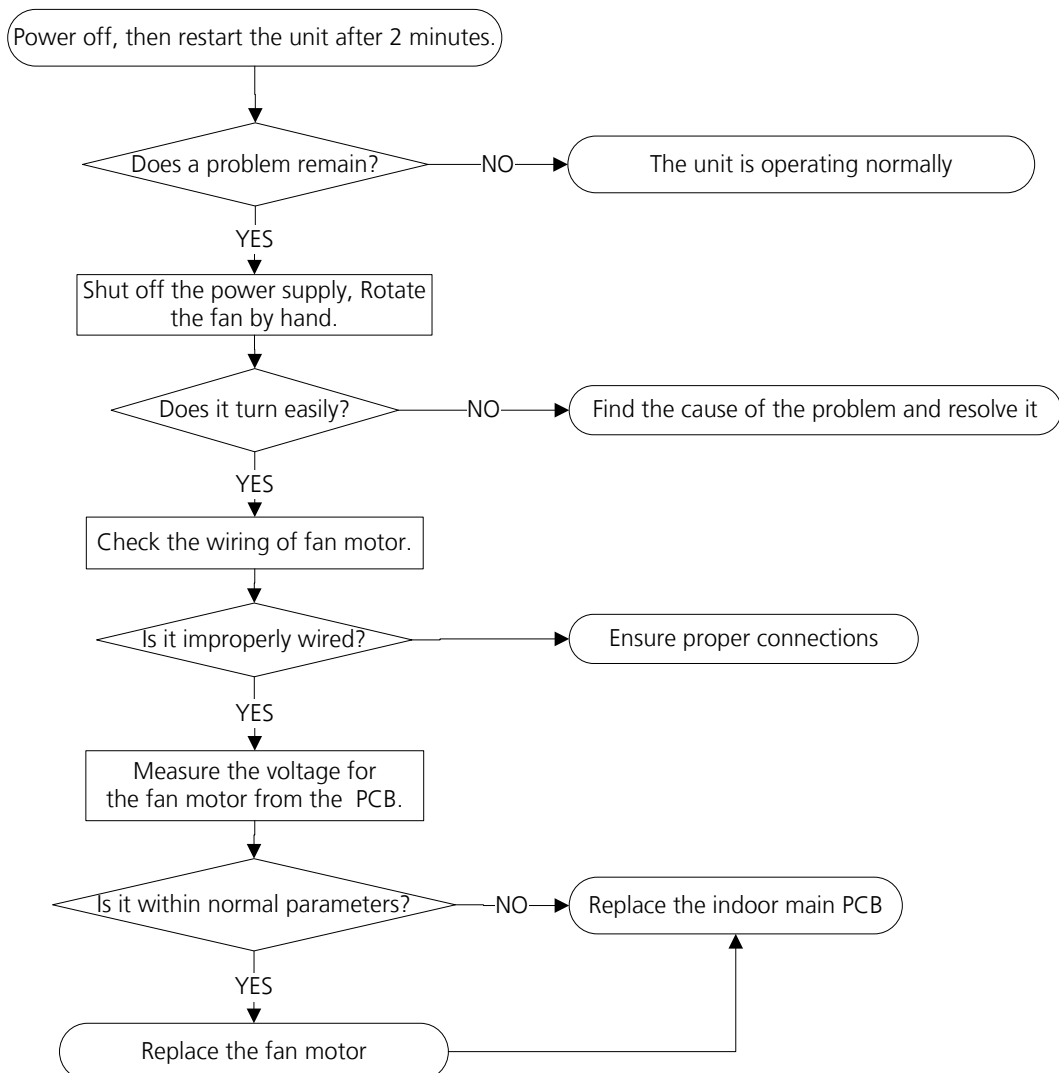 Power off, then restart the unit after 2 minutes.
Does a problem remain?
NO
The unit is operating normally
YES
Shut off the power supply, Rotate
the fan by hand.
Does it turn easily?
NO
Find the cause of the problem and resolve it
YES
Check the wiring of fan motor.
Is it improperly wired?
Ensure proper connections
YES
Measure the voltage for
the fan motor from the PCB.
Is it within normal parameters?
NO
Replace the indoor main PCB
YES
Replace the fan motor